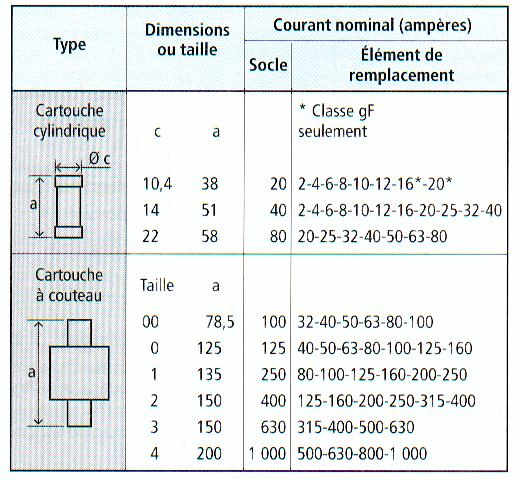 Type
Dimensions
ou taille
Courant nominal (ampères)
Socle
Élément de
remplacement
Cartouche
cylindrique
c a
* Classe gF
seulement
Ø c
a
10,4 38 20 2-4-6-8-10-12-16*-20*
14 51 40 2-4-6-8-10-12-16-20-25-32-40
22 58 80 20-25-32-40-50-63-80
Cartouche
à couteau
Taille a
a
00 78,5 100 32-40-50-63-80-100
0 125 125 40-50-63-80-100-125-160
1 135 250 80-100-125-160-200-250
2 150 400 125-160-200-250-315-400
3 150 630 315-400-500-630
4 200 1 000 500-630-800-1 000